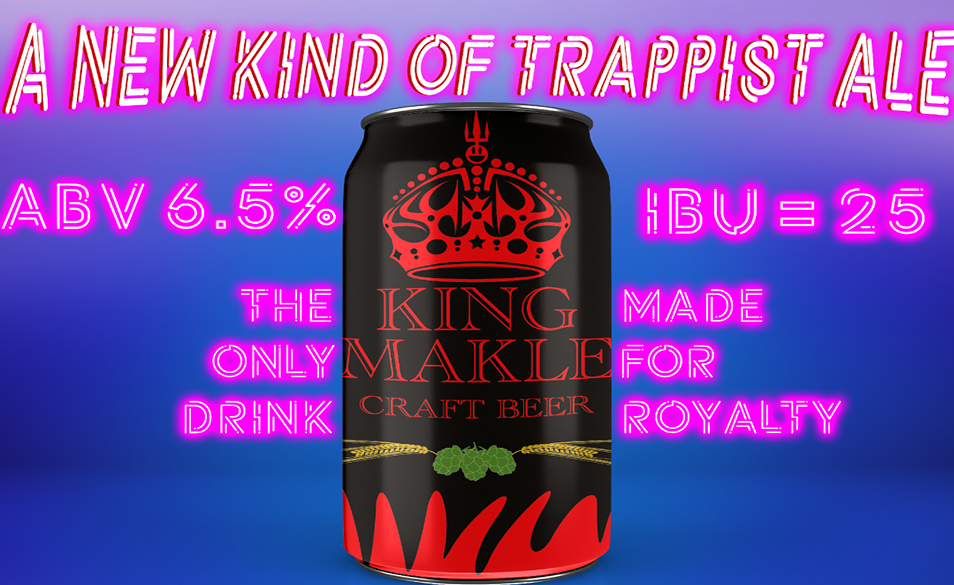 A NEW KIND OF TRAPPIST ALE
ABV 6.5%
IBU = 25
THE
ONLY
DRINK
KING
MAKLE
CRAFT BEER
MADE
FOR
ROYALTY